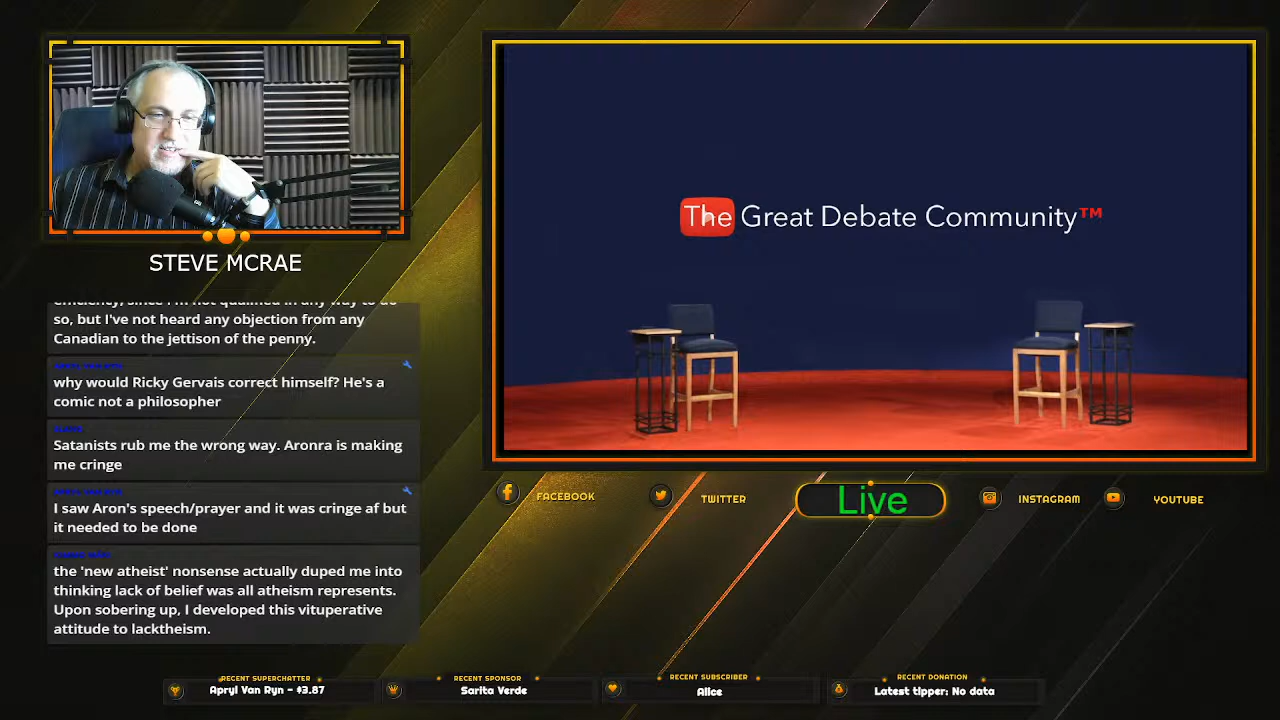 The Great Debate Community™
STEVE MCRAE
so, but I've not heard any objection from any
Canadian to the jettison of the penny.
why would Ricky Gervais correct himself? He's a
comic not a philosopher
Satanists rub me the wrong way. Aronra is making
me cringe
I saw Aron's speech/prayer and it was cringe af but
it needed to be done
the 'new atheist' nonsense actually duped me into
thinking lack of belief was all atheism represents.
Upon sobering up, I developed this vituperative
attitude to lacktheism.
FACEBOOK
TWITTER
Live
INSTAGRAM
YOUTUBE
RECENT SUPERCHATTER
Apryl Van Ryn - $3.87
RECENT SPONSOR
Sarita Verde
RECENT SUBSCRIBER
Alice
RECENT DONATION
Latest tipper: No data